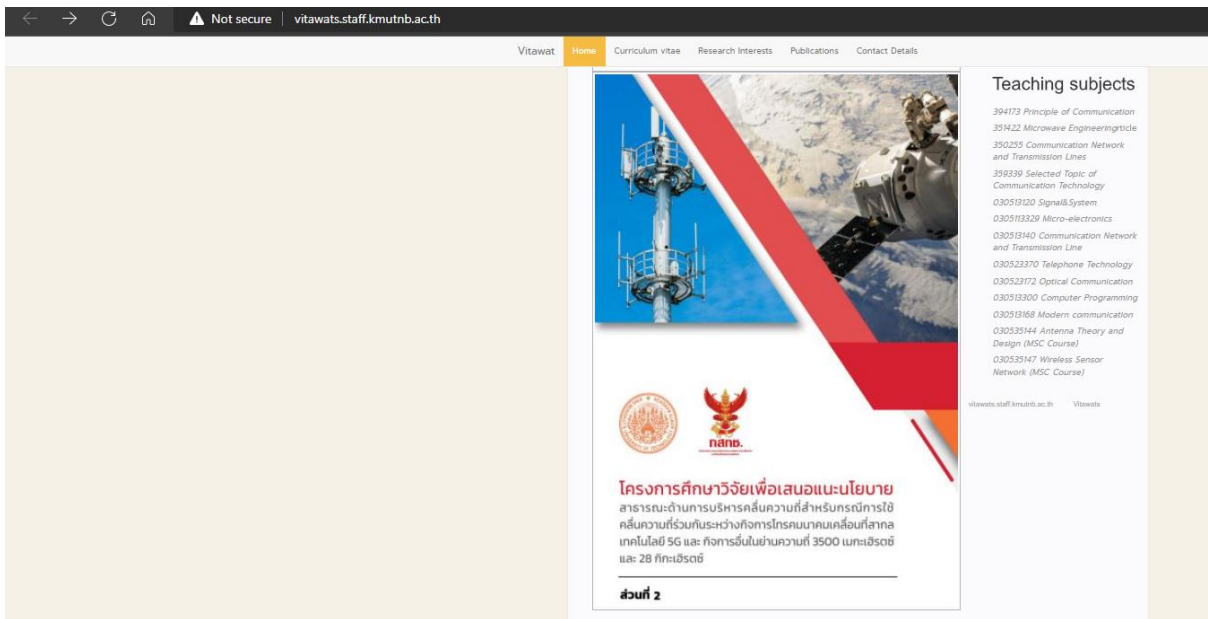 Not secure vitawats.staff.kmutnb.ac.th
Vitawat Home Curriculum vitae Research Interests Publications Contact Details
กสทช.
โครงการศึกษาวิจัยเพื่อเสนอแนะนโยบาย
สาธารณะด้านการบริหารคลื่นความถี่สำหรับกรณีการใช้
คลื่นความถี่ร่วมกันระหว่างกิจการโทรคมนาคมเคลื่อนที่สากล
เทคโนโลยี 5G และ กิจการอื่นในย่านความถี่ 3500 เมกะเฮิรตซ์
และ 28 กิกะเฮิรตซ์
ส่วนที่ 2
Teaching subjects
394173 Principle of Communication
351422 Microwave Engineeringrticle
350255 Communication Network
and Transmission Lines
359339 Selected Topic of
Communication Technology
030513120 Signal&System
0305113329 Micro-electronics
030513140 Communication Network
and Transmission Line
030523370 Telephone Technology
030523172 Optical Communication
030513300 Computer Programming
030513168 Modern communication
030535144 Antenna Theory and
Design (MSC Course)
030535147 Wireless Sensor
Network (MSC Course)
vitawats.staff.kmutnb.ac.th Vitawats